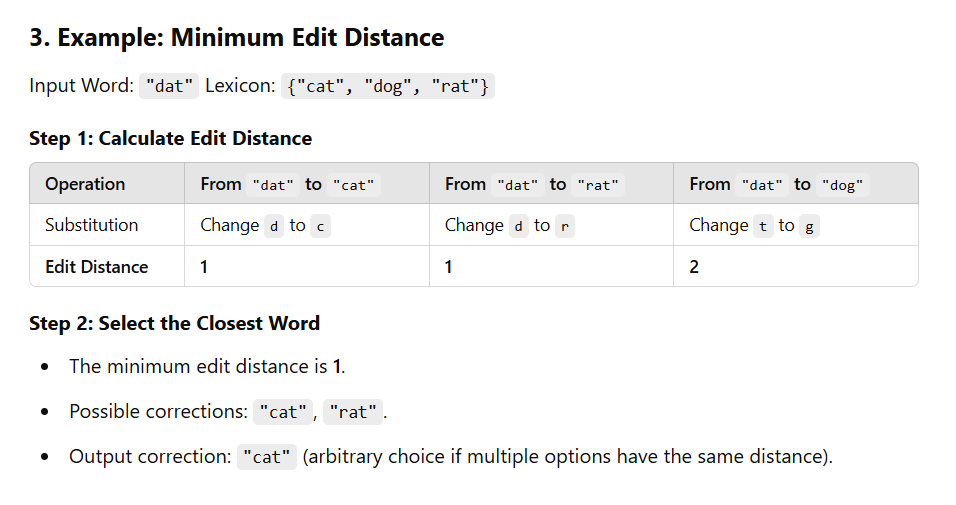 3. Example: Minimum Edit Distance
Input Word: "dat" Lexicon: {"cat", "dog", "rat"}
Step 1: Calculate Edit Distance
Operation From "dat" to "cat" From "dat" to "rat" From "dat" to "dog"
Substitution Change d to c Change d to r Change t to g
Edit Distance 1 1 2
Step 2: Select the Closest Word
• The minimum edit distance is 1.
• Possible corrections: "cat", "rat".
• Output correction: "cat" (arbitrary choice if multiple options have the same distance).